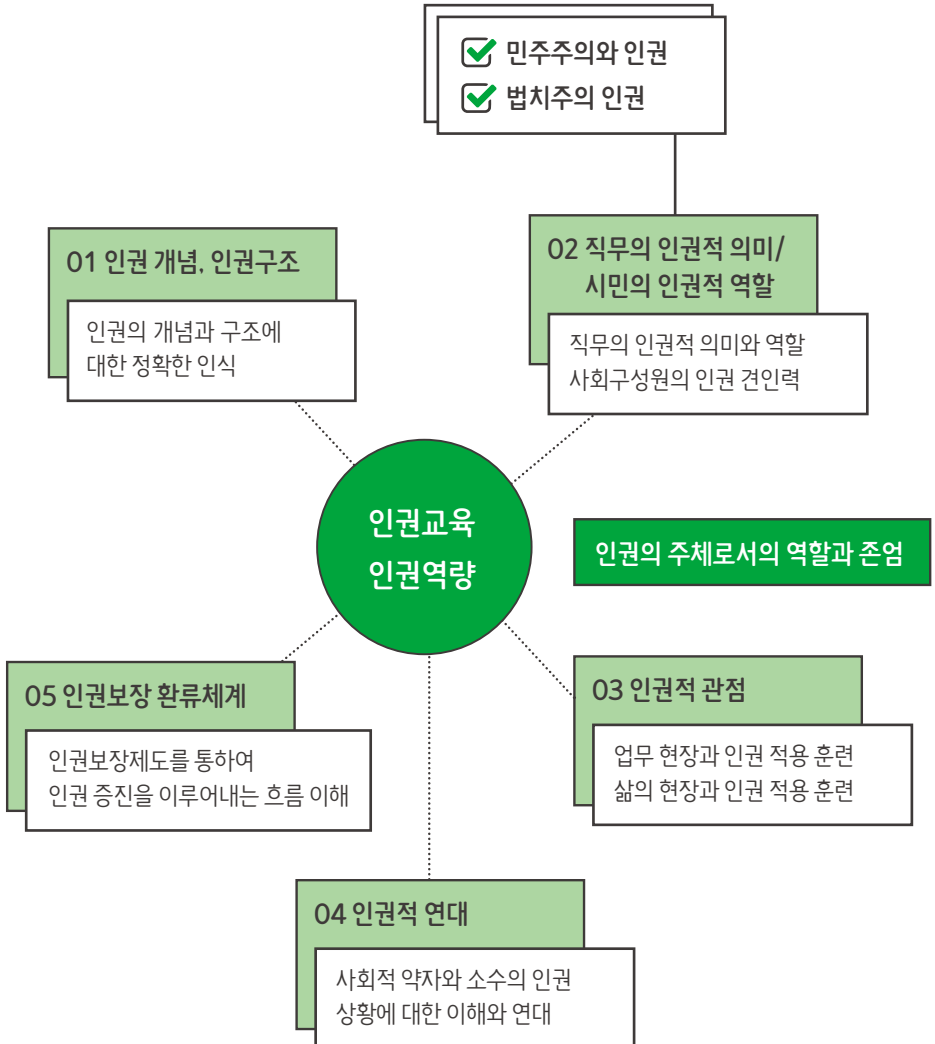 민주주의와 인권
법치주의 인권
01 인권 개념, 인권구조
인권의 개념과 구조에
대한 정확한 인식
02 직무의 인권적 의미/
시민의 인권적 역할
직무의 인권적 의미와 역할
사회구성원의 인권 견인력
인권교육
인권역량
인권의 주체로서의 역할과 존엄
03 인권적 관점
업무 현장과 인권 적용 훈련
삶의 현장과 인권 적용 훈련
05 인권보장 환류체계
인권보장제도를 통하여
인권 증진을 이루어내는 흐름 이해
04 인권적 연대
사회적 약자와 소수의 인권
상황에 대한 이해와 연대